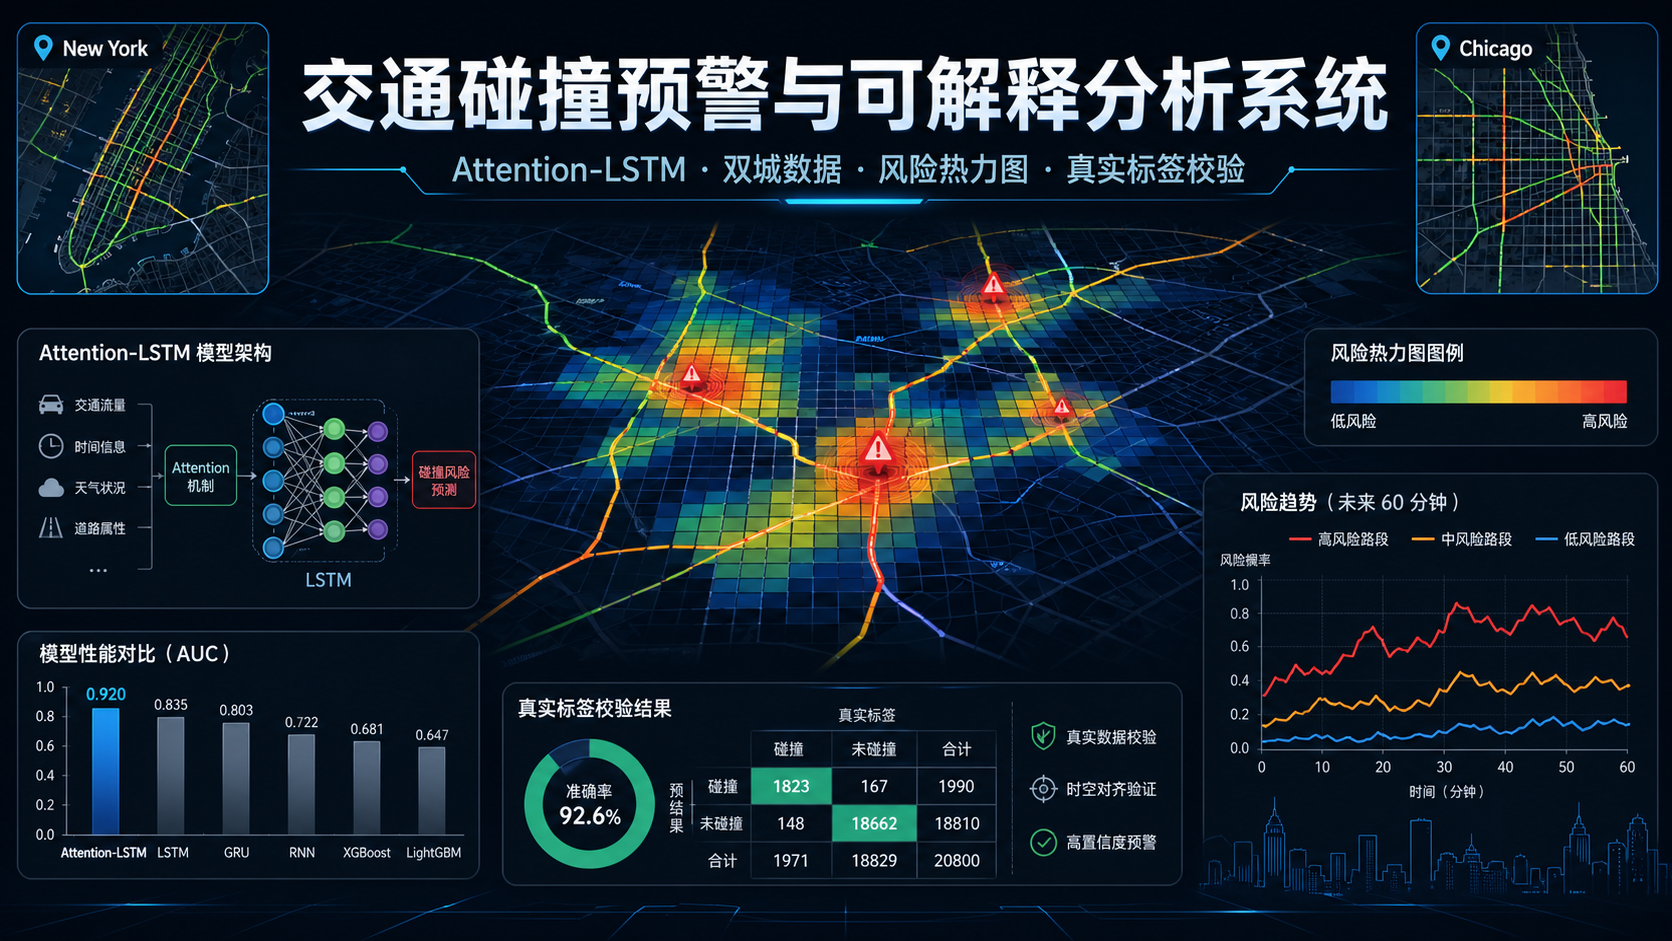 New York
Chicago
交通碰撞预警与可解释分析系统
Attention-LSTM · 双城数据 · 风险热力图 · 真实标签校验
Attention-LSTM 模型架构
交通流量
时间信息
天气状况
道路属性
...
Attention
机制
LSTM
碰撞风险
预测
模型性能对比（AUC）
1.0
0.8
0.6
0.4
0.2
0.0
0.920
0.835
0.803
0.722
0.681
0.647
Attention-LSTM LSTM GRU RNN XGBoost LightGBM
真实标签校验结果
准确率
92.6%
真实标签
预结果
碰撞 未碰撞 合计
碰撞 1823 167 1990
未碰撞 148 18662 18810
合计 1971 18829 20800
真实数据校验
时空对齐验证
高置信度预警
风险热力图图例
低风险 高风险
风险趋势（未来 60 分钟）
高风险路段 中风险路段 低风险路段
风险概率
1.0
0.8
0.6
0.4
0.2
0.0
0 10 20 30 40 50 60
时间（分钟）